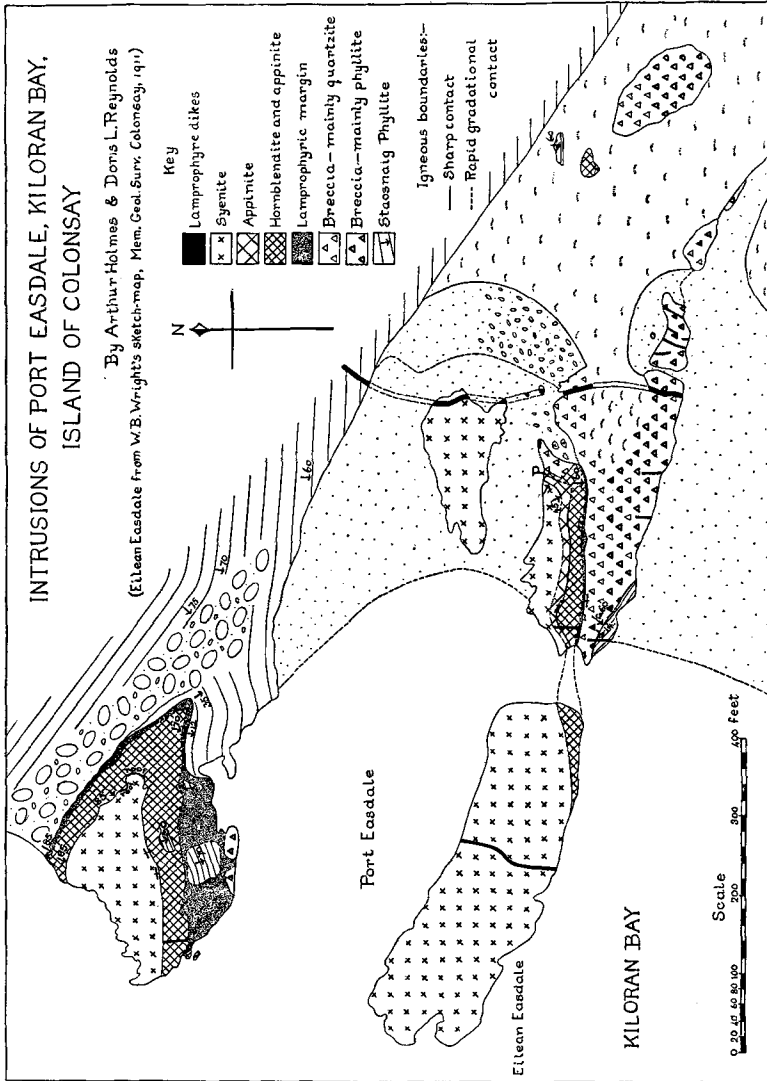 INTRUSIONS OF PORT EASDALE, KILORAN BAY,
ISLAND OF COLONSAY
By Arthur Holmes & Doris L. Reynolds
(Eilean Easdale from W.B. Wright's sketch-map, Mem. Geol. Surv. Colonsay, 1911)
N
Key
Lamprophyre dikes
Syenite
Appinite
Hornblendite and appinite
Lamprophyric margin
Breccia—mainly quartzite
Breccia—mainly phyllite
Staosnaig Phyllite
Igneous boundaries:—
Sharp contact
Rapid gradational
contact
60
70
75
P
Port Easdale
Eilean Easdale
KILORAN BAY
Scale
0 20 40 60 80 100 200 300 400 feet